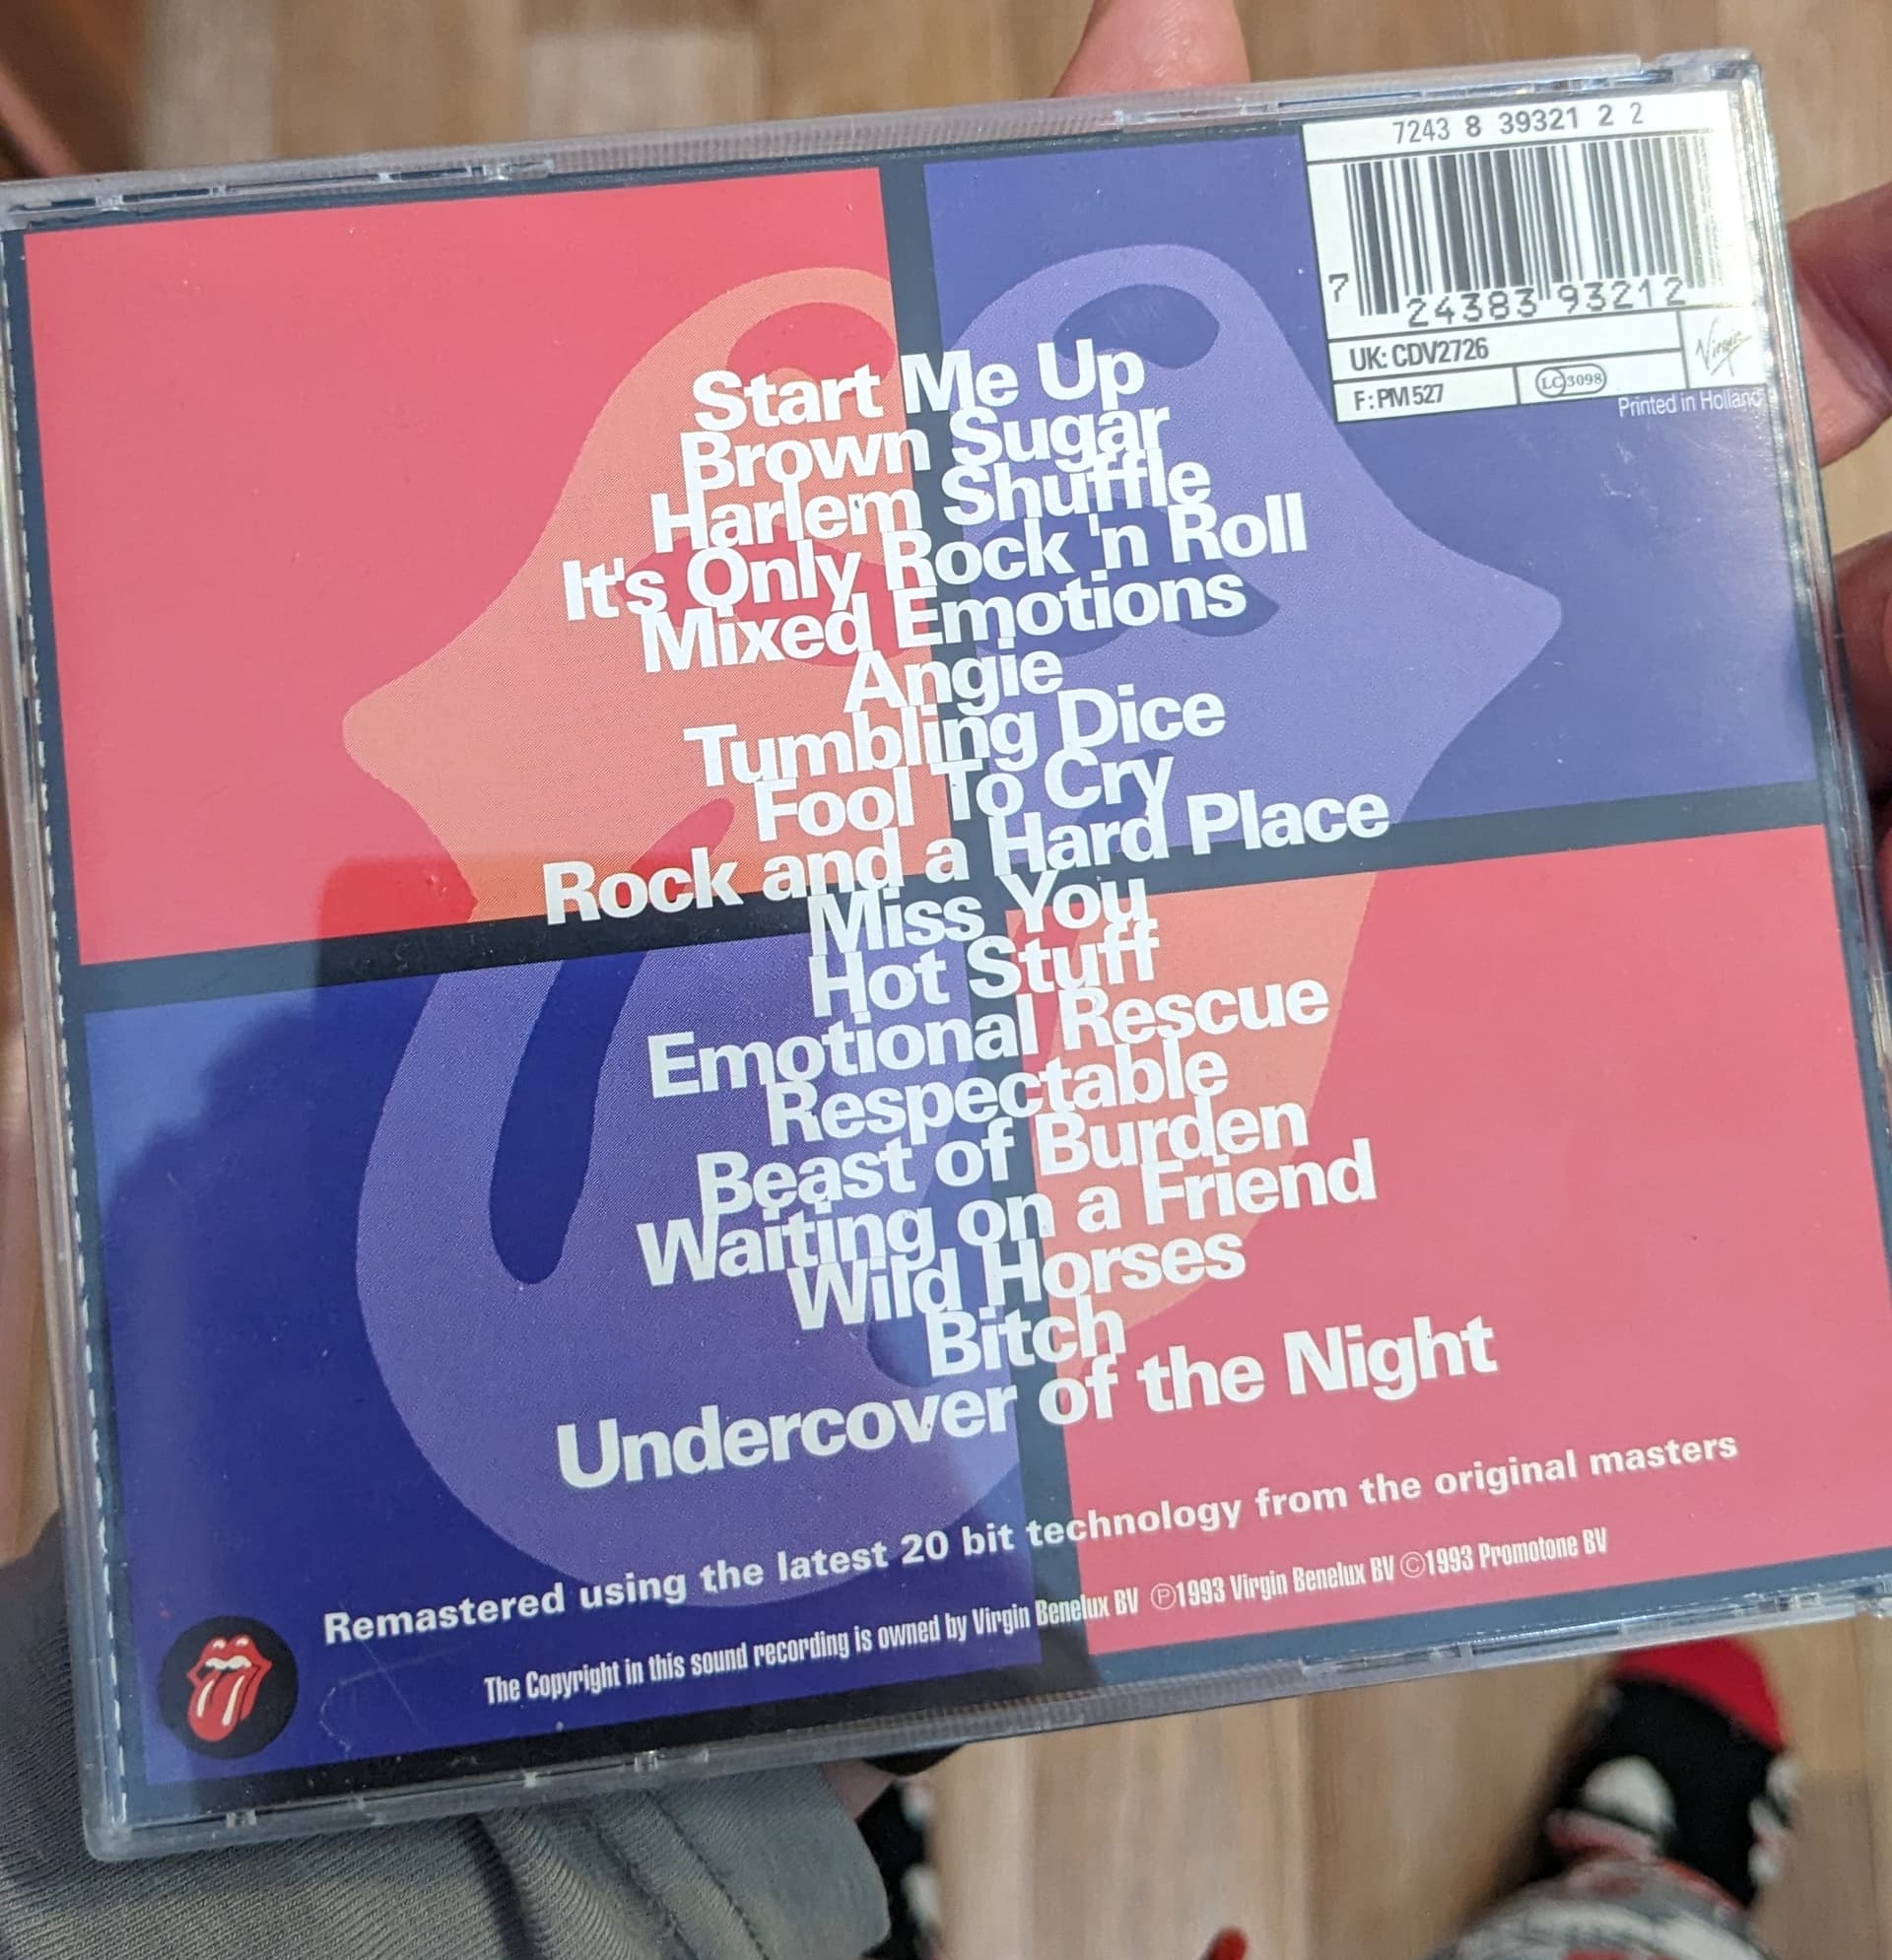 7243 8 39321 2 2
7 24383 93212
UK: CDV2726
F: PM 527
LC 3098
Virgin
Printed in Holland
Start Me Up
Brown Sugar
Harlem Shuffle
It's Only Rock 'n Roll
Mixed Emotions
Angie
Tumbling Dice
Fool To Cry
Rock and a Hard Place
Miss You
Hot Stuff
Emotional Rescue
Respectable
Beast of Burden
Waiting on a Friend
Wild Horses
Bitch
Undercover of the Night
Remastered using the latest 20 bit technology from the original masters
The Copyright in this sound recording is owned by Virgin Benelux BV ℗1993 Virgin Benelux BV ©1993 Promotone BV